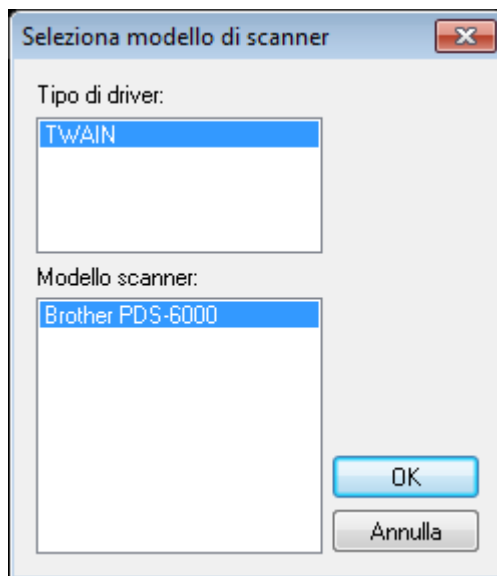 Seleziona modello di scanner
Tipo di driver:
TWAIN
Modello scanner:
Brother PDS-6000
OK
Annulla